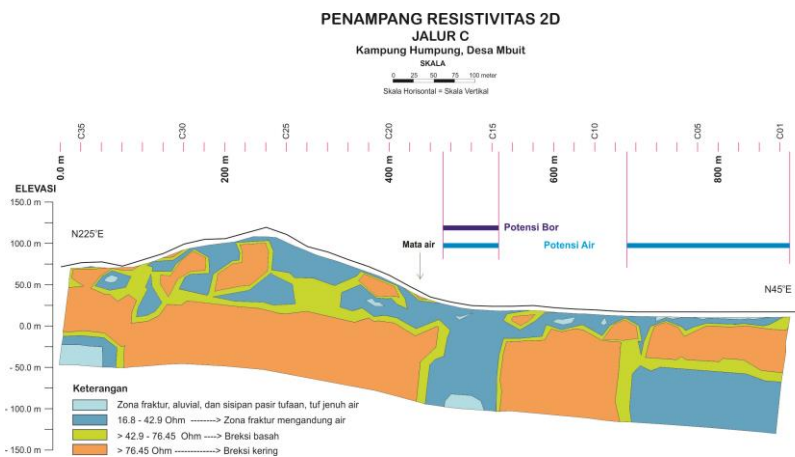 PENAMPANG RESISTIVITAS 2D
JALUR C
Kampung Humpung, Desa Mbuit
SKALA
0 25 50 75 100 meter
Skala Horisontal = Skala Vertikal
C35 C30 C25 C20 C15 C10 C05 C01
0.0 m 200 m 400 m 600 m 800 m
ELEVASI
150.0 m
100.0 m
50.0 m
0.0 m
- 50.0 m
- 100.0 m
- 150.0 m
N225°E
Mata air
Potensi Bor
Potensi Air
N45°E
Keterangan
Zona fraktur, aluvial, dan sisipan pasir tufaan, tuf jenuh air
16.8 - 42.9 Ohm --------> Zona fraktur mengandung air
> 42.9 - 76.45 Ohm ----> Breksi basah
> 76.45 Ohm -------------> Breksi kering